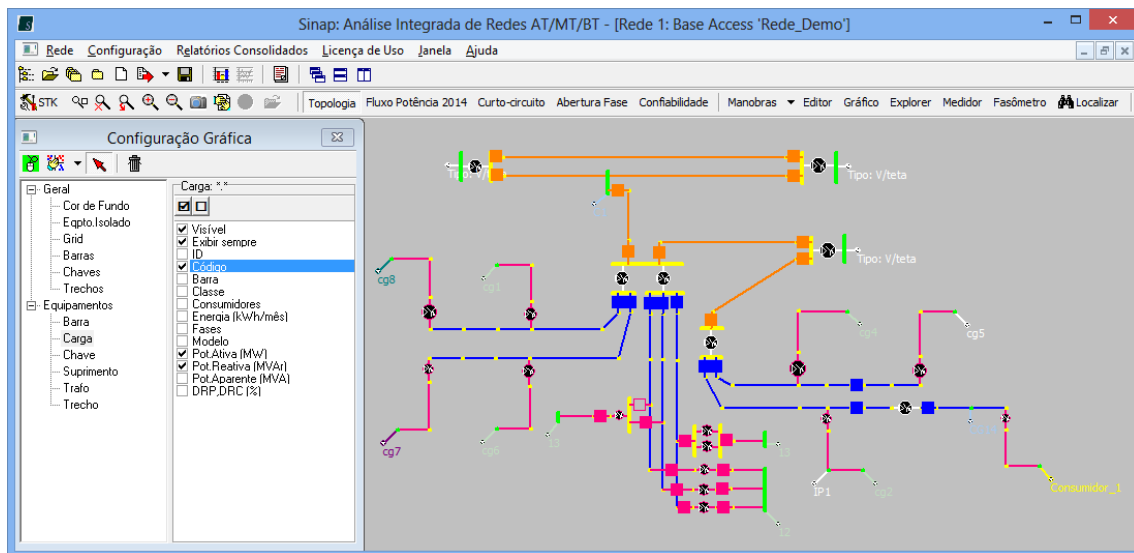 Sinap: Análise Integrada de Redes AT/MT/BT - [Rede 1: Base Access 'Rede_Demo']
Rede Configuração Relatórios Consolidados Licença de Uso Janela Ajuda
STK Topologia Fluxo Potência 2014 Curto-circuito Abertura Fase Confiabilidade Manobras Editor Gráfico Explorer Medidor Fasômetro Localizar
Configuração Gráfica
Geral
Cor de Fundo
Eqpto.Isolado
Grid
Barras
Chaves
Trechos
Equipamentos
Barra
Carga
Chave
Suprimento
Trafo
Trecho
Carga: *.*
Visível
Exibir sempre
ID
Código
Barra
Classe
Consumidores
Energia (kWh/mês)
Fases
Modelo
Pot.Ativa (MW)
Pot.Reativa (MVAr)
Pot.Aparente (MVA)
DRP,DRC (%)
Tipo: V/teta
Tipo: V/teta
Tipo: V/teta
cg8
cg1
cg4
cg5
cg7
cg6
13
13
12
IP1
cg2
Consumidor_1